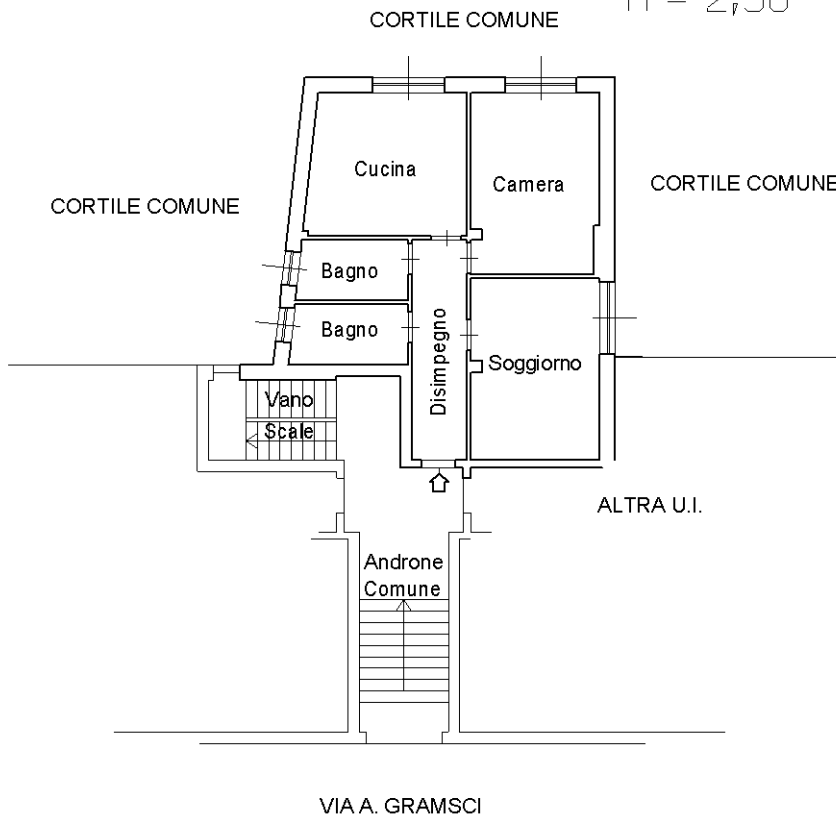 CORTILE COMUNE
Cucina
Camera
CORTILE COMUNE
CORTILE COMUNE
Bagno
Bagno
Disimpegno
Soggiorno
Vano
Scale
ALTRA U.I.
Androne
Comune
VIA A. GRAMSCI